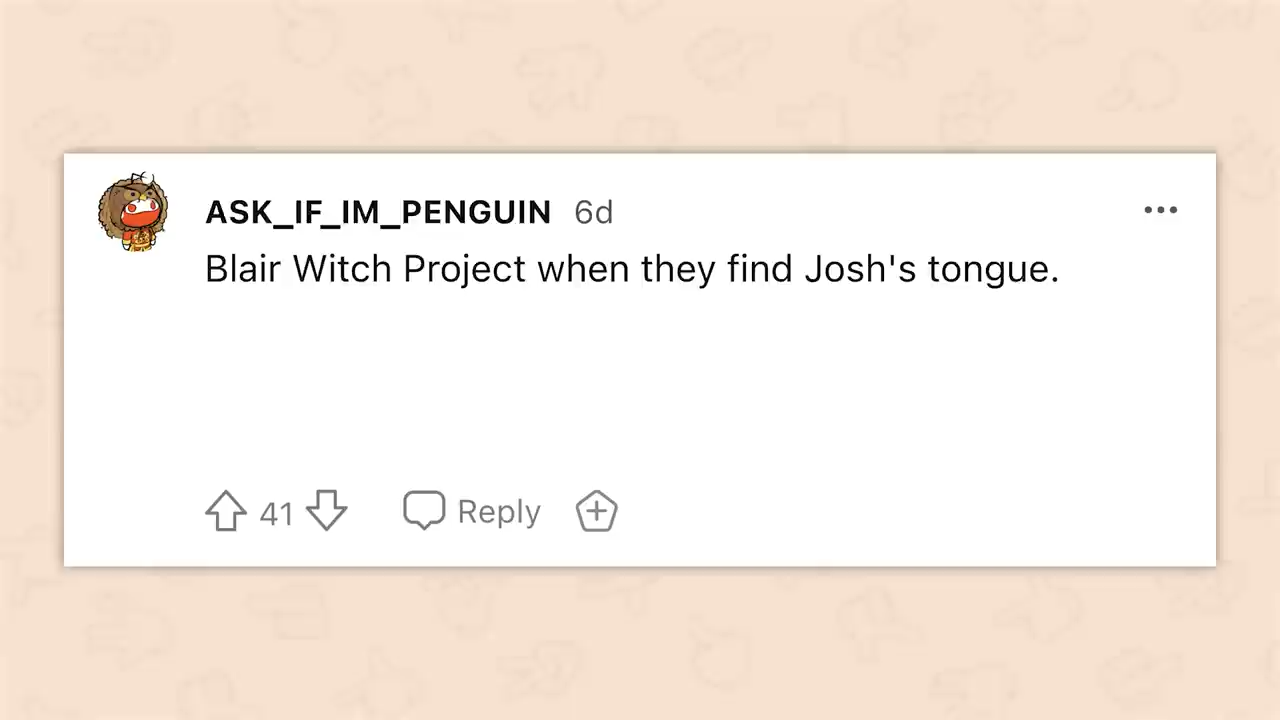 ASK_IF_IM_PENGUIN 6d
Blair Witch Project when they find Josh's tongue.
41 Reply